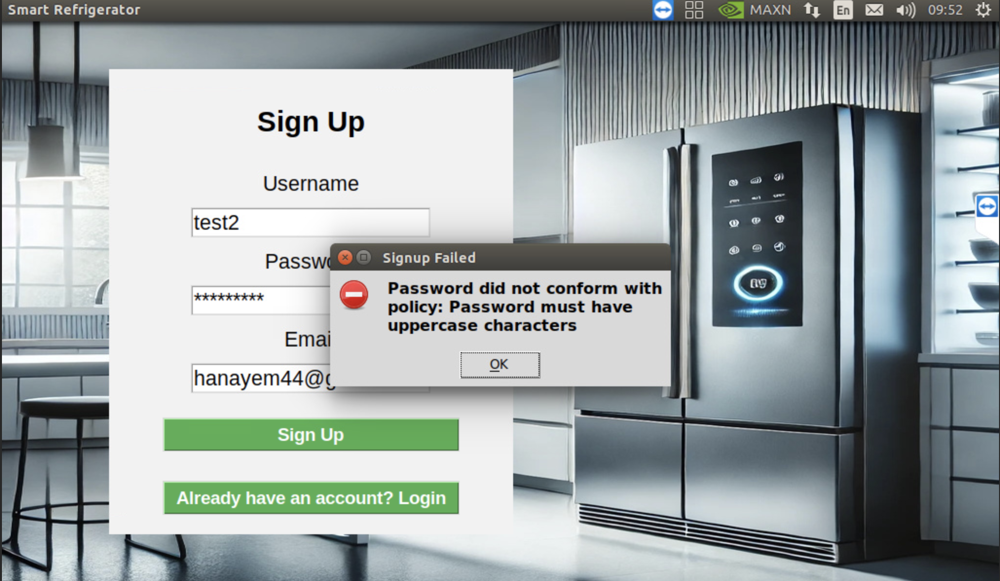 Smart Refrigerator
MAXN
En
09:52
Sign Up
Username
test2
Passwo
*********
Emai
hanayem44@g
Signup Failed
Password did not conform with
policy: Password must have
uppercase characters
OK
Sign Up
Already have an account? Login